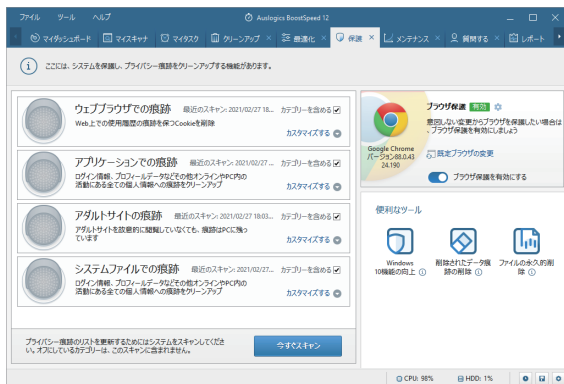 ファイル ツール ヘルプ
Auslogics BoostSpeed 12
マイダッシュボード
マイスキャナ
マイタスク
クリーンアップ
最適化
保護
メンテナンス
質問する
レポート
ここには、システムを保護し、プライバシー痕跡をクリーンアップする機能があります。
ウェブブラウザでの痕跡 最近のスキャン: 2021/02/27 18... カテゴリーを含める
Web上での使用履歴の痕跡を保つCookieを削除
カスタマイズする
アプリケーションでの痕跡 最近のスキャン: 2021/02/27... カテゴリーを含める
ログイン情報、プロフィールデータなどその他オンラインやPC内の
活動にある全ての個人情報への痕跡をクリーンアップ
カスタマイズする
アダルトサイトの痕跡 最近のスキャン: 2021/02/27 18:03... カテゴリーを含める
アダルトサイトを故意的に閲覧していなくても、痕跡はPCに残っ
ています
カスタマイズする
システムファイルでの痕跡 最近のスキャン: 2021/02/27... カテゴリーを含める
ログイン情報、プロフィールデータなどその他オンラインやPC内の
活動にある全ての個人情報への痕跡をクリーンアップ
カスタマイズする
プライバシー痕跡のリストを更新するためにはシステムをスキャンしてくださ
い。オフにしているカテゴリーは、このスキャンに含まれません。
今すぐスキャン
ブラウザ保護 有効
意図しない変更からブラウザを保護したい場合は
、ブラウザ保護を有効にしましょう
Google Chrome
バージョン88.0.43
24.190
既定ブラウザの変更
ブラウザ保護を有効にする
便利なツール
Windows
10機能の向上
削除されたデータ痕
跡の削除
ファイルの永久的削
除
CPU: 98%
HDD: 1%